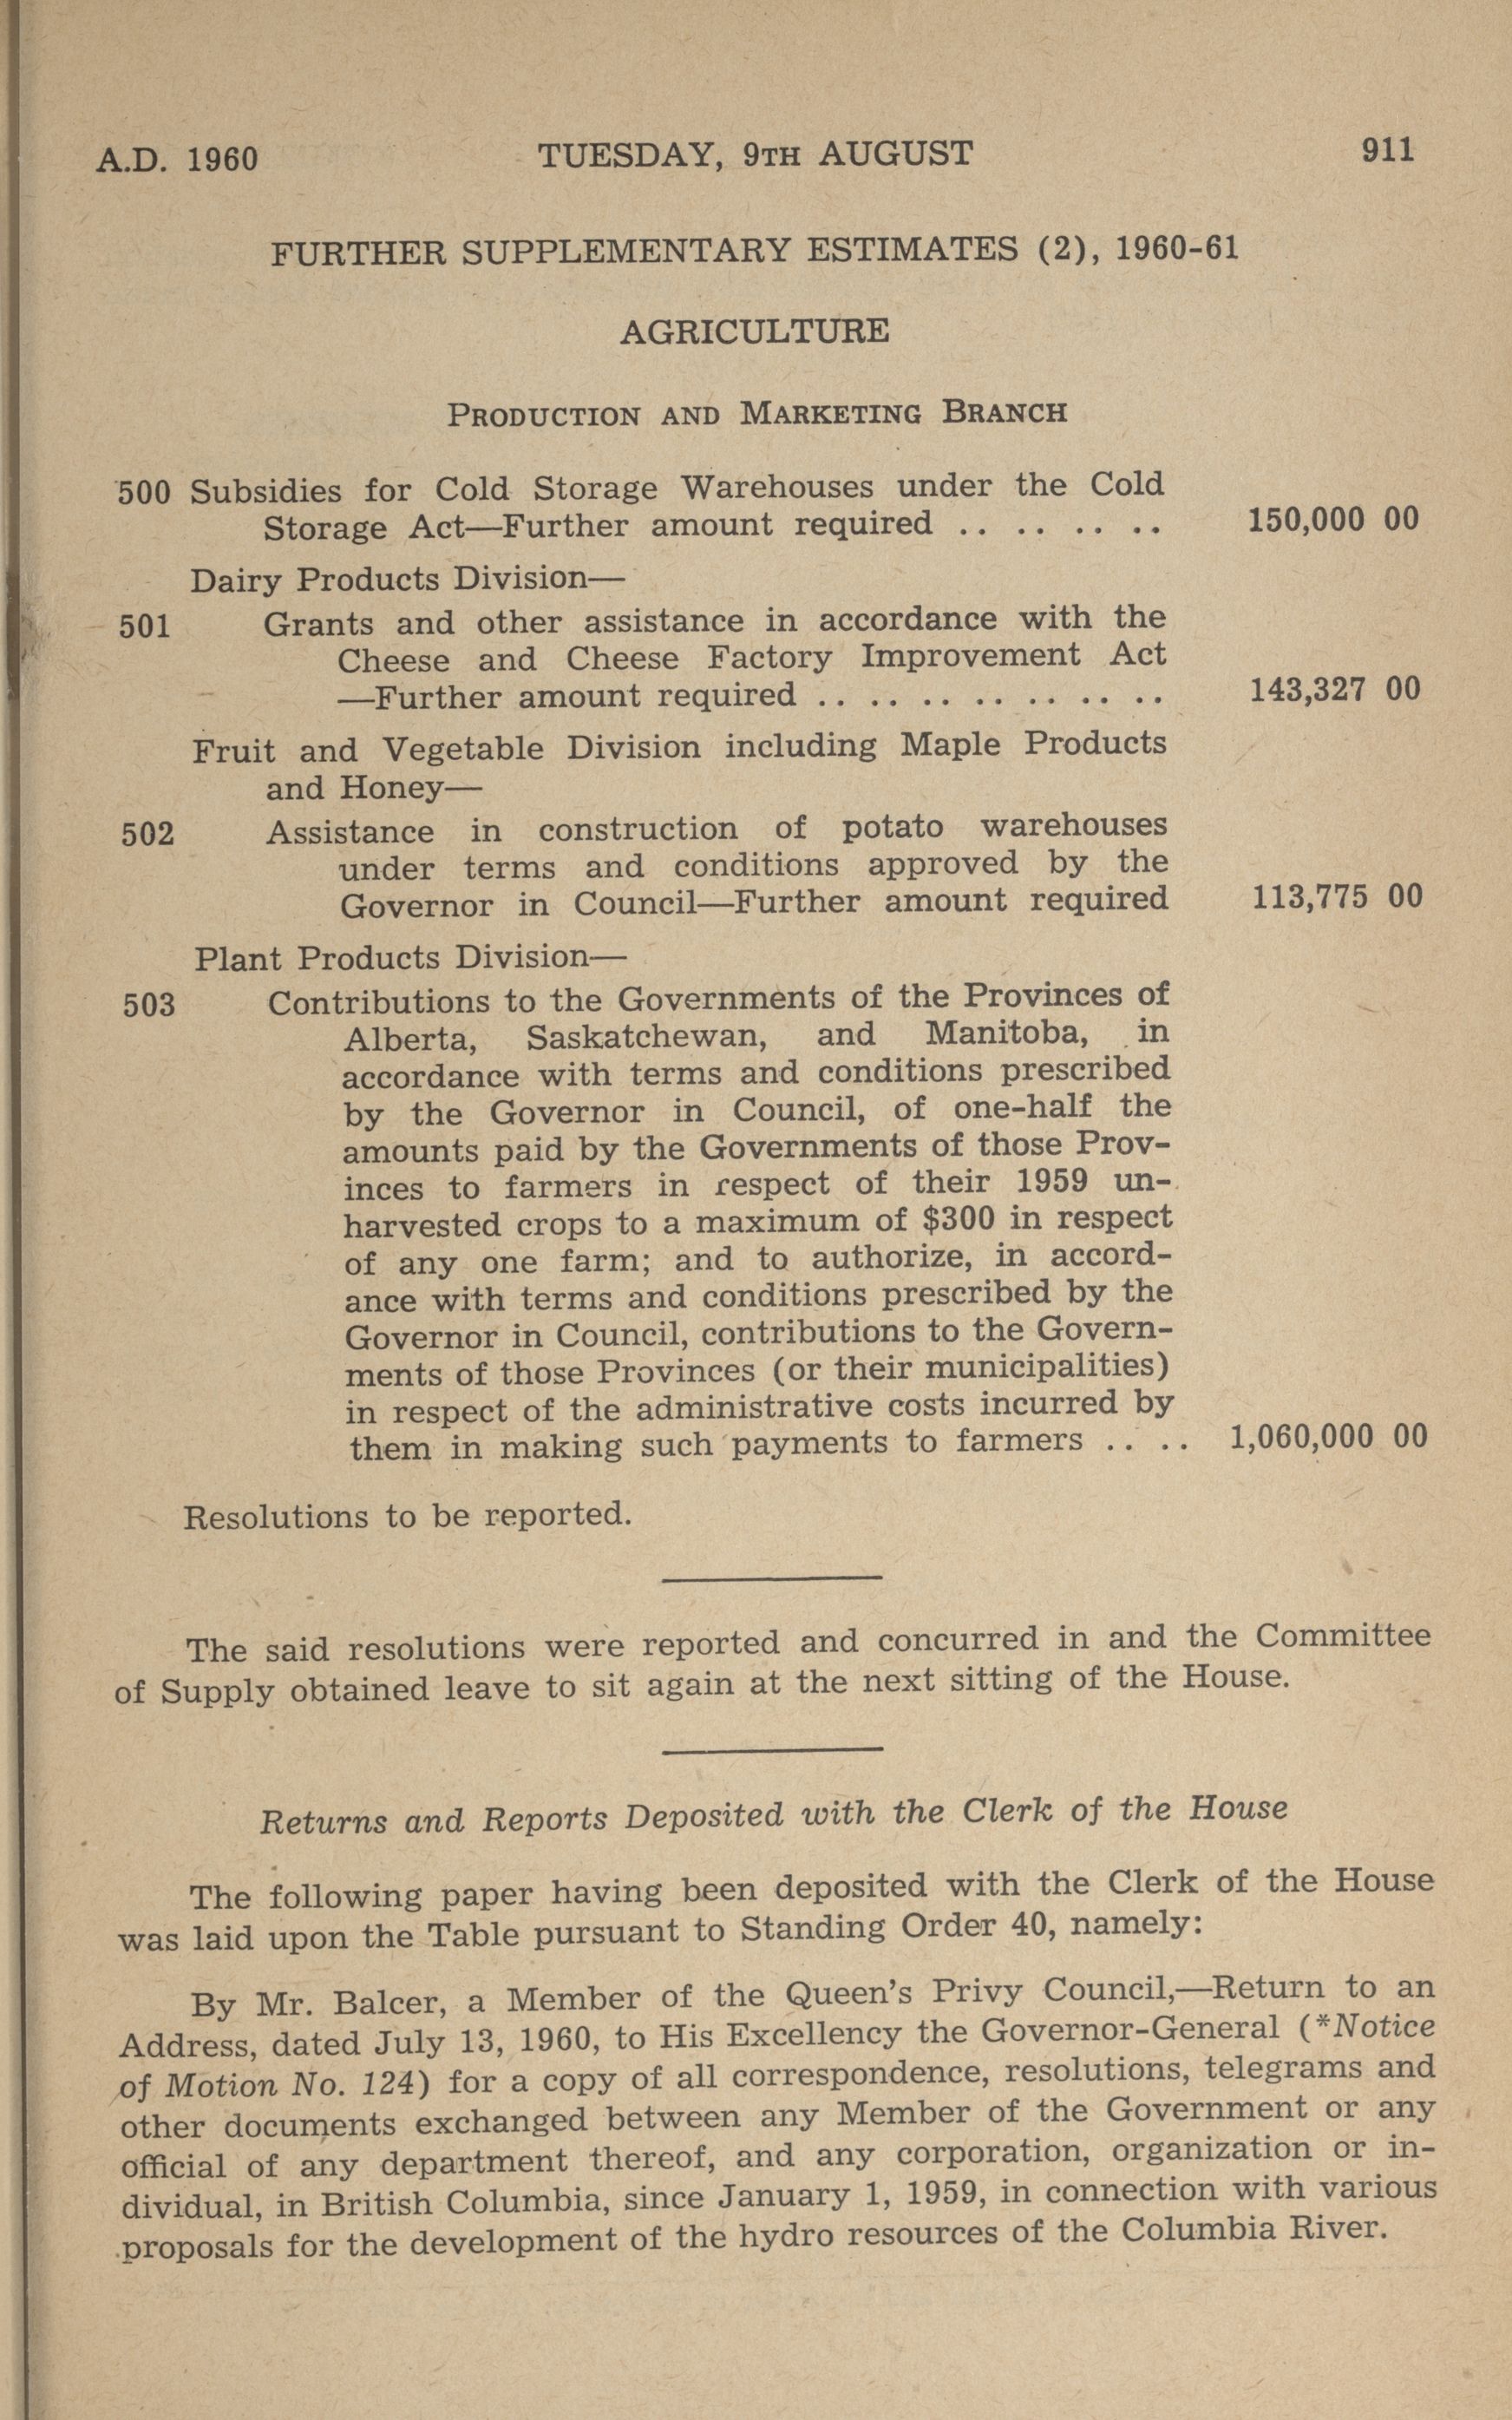 A.D. 1960 TUESDAY, 9TH AUGUST 911
FURTHER SUPPLEMENTARY ESTIMATES (2), 1960-61
AGRICULTURE
PRODUCTION AND MARKETING BRANCH
500 Subsidies for Cold Storage Warehouses under the Cold
Storage Act—Further amount required .. .. .. .. 150,000 00
Dairy Products Division—
501 Grants and other assistance in accordance with the
Cheese and Cheese Factory Improvement Act
—Further amount required .. .. .. .. .. .. .. 143,327 00
Fruit and Vegetable Division including Maple Products
and Honey—
502 Assistance in construction of potato warehouses
under terms and conditions approved by the
Governor in Council—Further amount required 113,775 00
Plant Products Division—
503 Contributions to the Governments of the Provinces of
Alberta, Saskatchewan, and Manitoba, in
accordance with terms and conditions prescribed
by the Governor in Council, of one-half the
amounts paid by the Governments of those Prov-
inces to farmers in respect of their 1959 un-
harvested crops to a maximum of $300 in respect
of any one farm; and to authorize, in accord-
ance with terms and conditions prescribed by the
Governor in Council, contributions to the Govern-
ments of those Provinces (or their municipalities)
in respect of the administrative costs incurred by
them in making such payments to farmers .. .. 1,060,000 00
Resolutions to be reported.
The said resolutions were reported and concurred in and the Committee
of Supply obtained leave to sit again at the next sitting of the House.
Returns and Reports Deposited with the Clerk of the House
The following paper having been deposited with the Clerk of the House
was laid upon the Table pursuant to Standing Order 40, namely:
By Mr. Balcer, a Member of the Queen's Privy Council,—Return to an
Address, dated July 13, 1960, to His Excellency the Governor-General (*Notice
of Motion No. 124) for a copy of all correspondence, resolutions, telegrams and
other documents exchanged between any Member of the Government or any
official of any department thereof, and any corporation, organization or in-
dividual, in British Columbia, since January 1, 1959, in connection with various
proposals for the development of the hydro resources of the Columbia River.